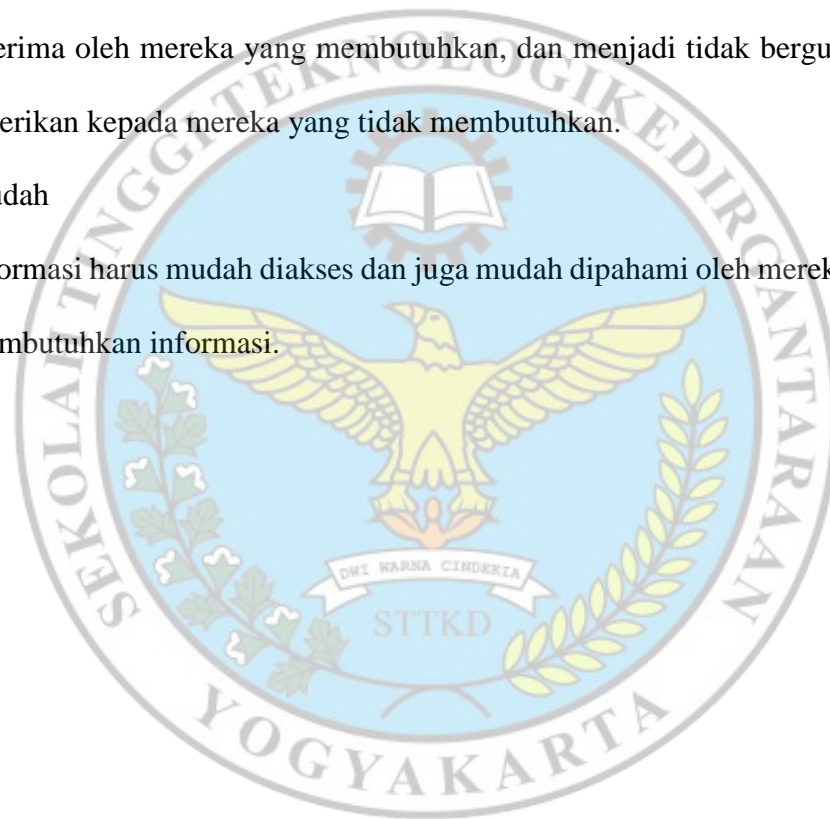 erima oleh mereka yang membutuhkan, dan menjadi tidak bergu
erikan kepada mereka yang tidak membutuhkan.
udah
ormasi harus mudah diakses dan juga mudah dipahami oleh merek
mbutuhkan informasi.
SEKOLAH TINGGI TEKNOLOGI KEDIRGANTARAAN
DWI WARNA CINDEKIA
STTKD
YOGYAKARTA